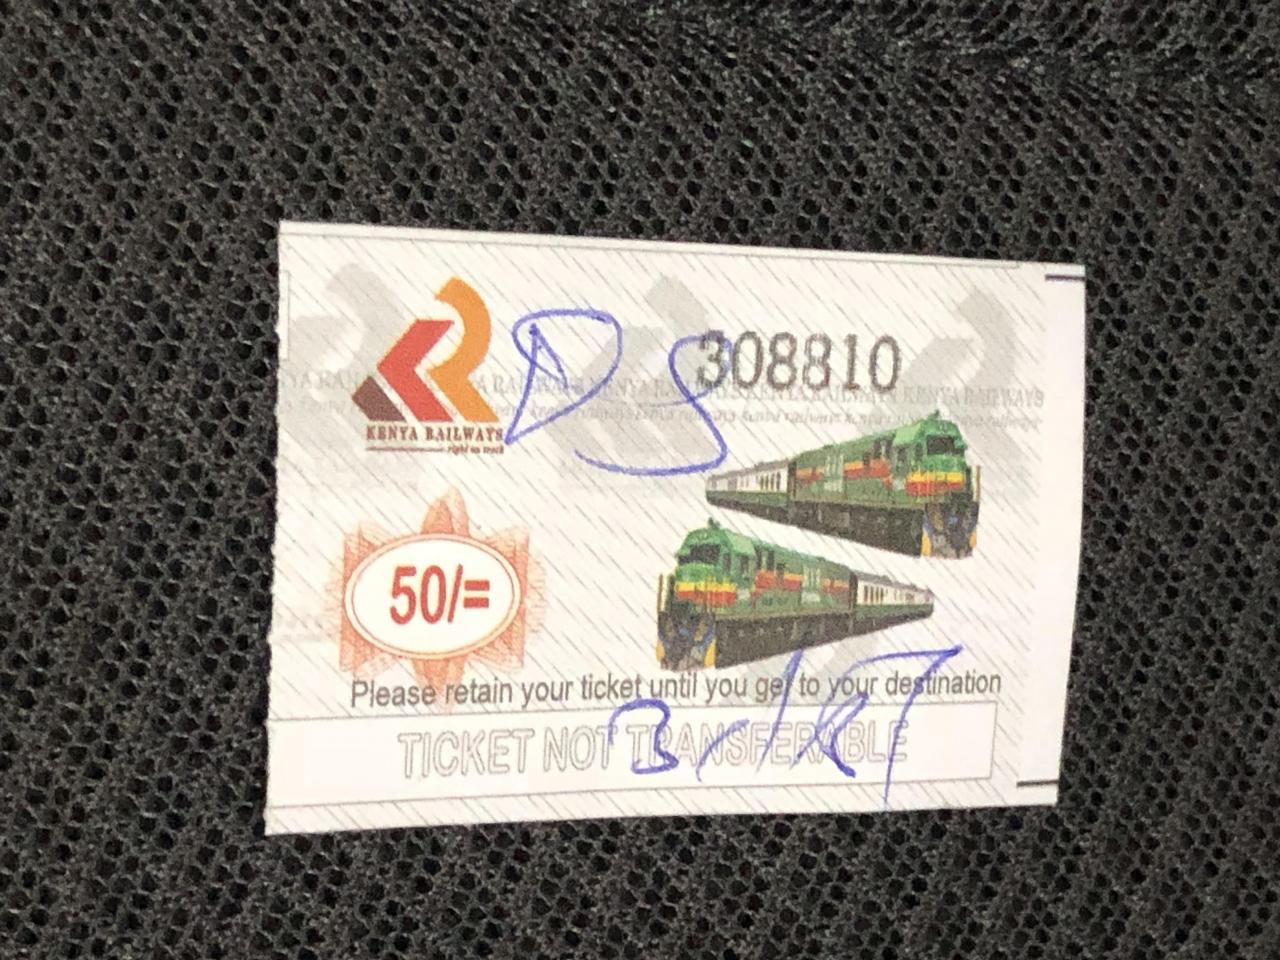 308810
KENYA RAILWAYS
right on track
DS
50/=
Please retain your ticket until you get to your destination
TICKET NOT TRANSFERABLE